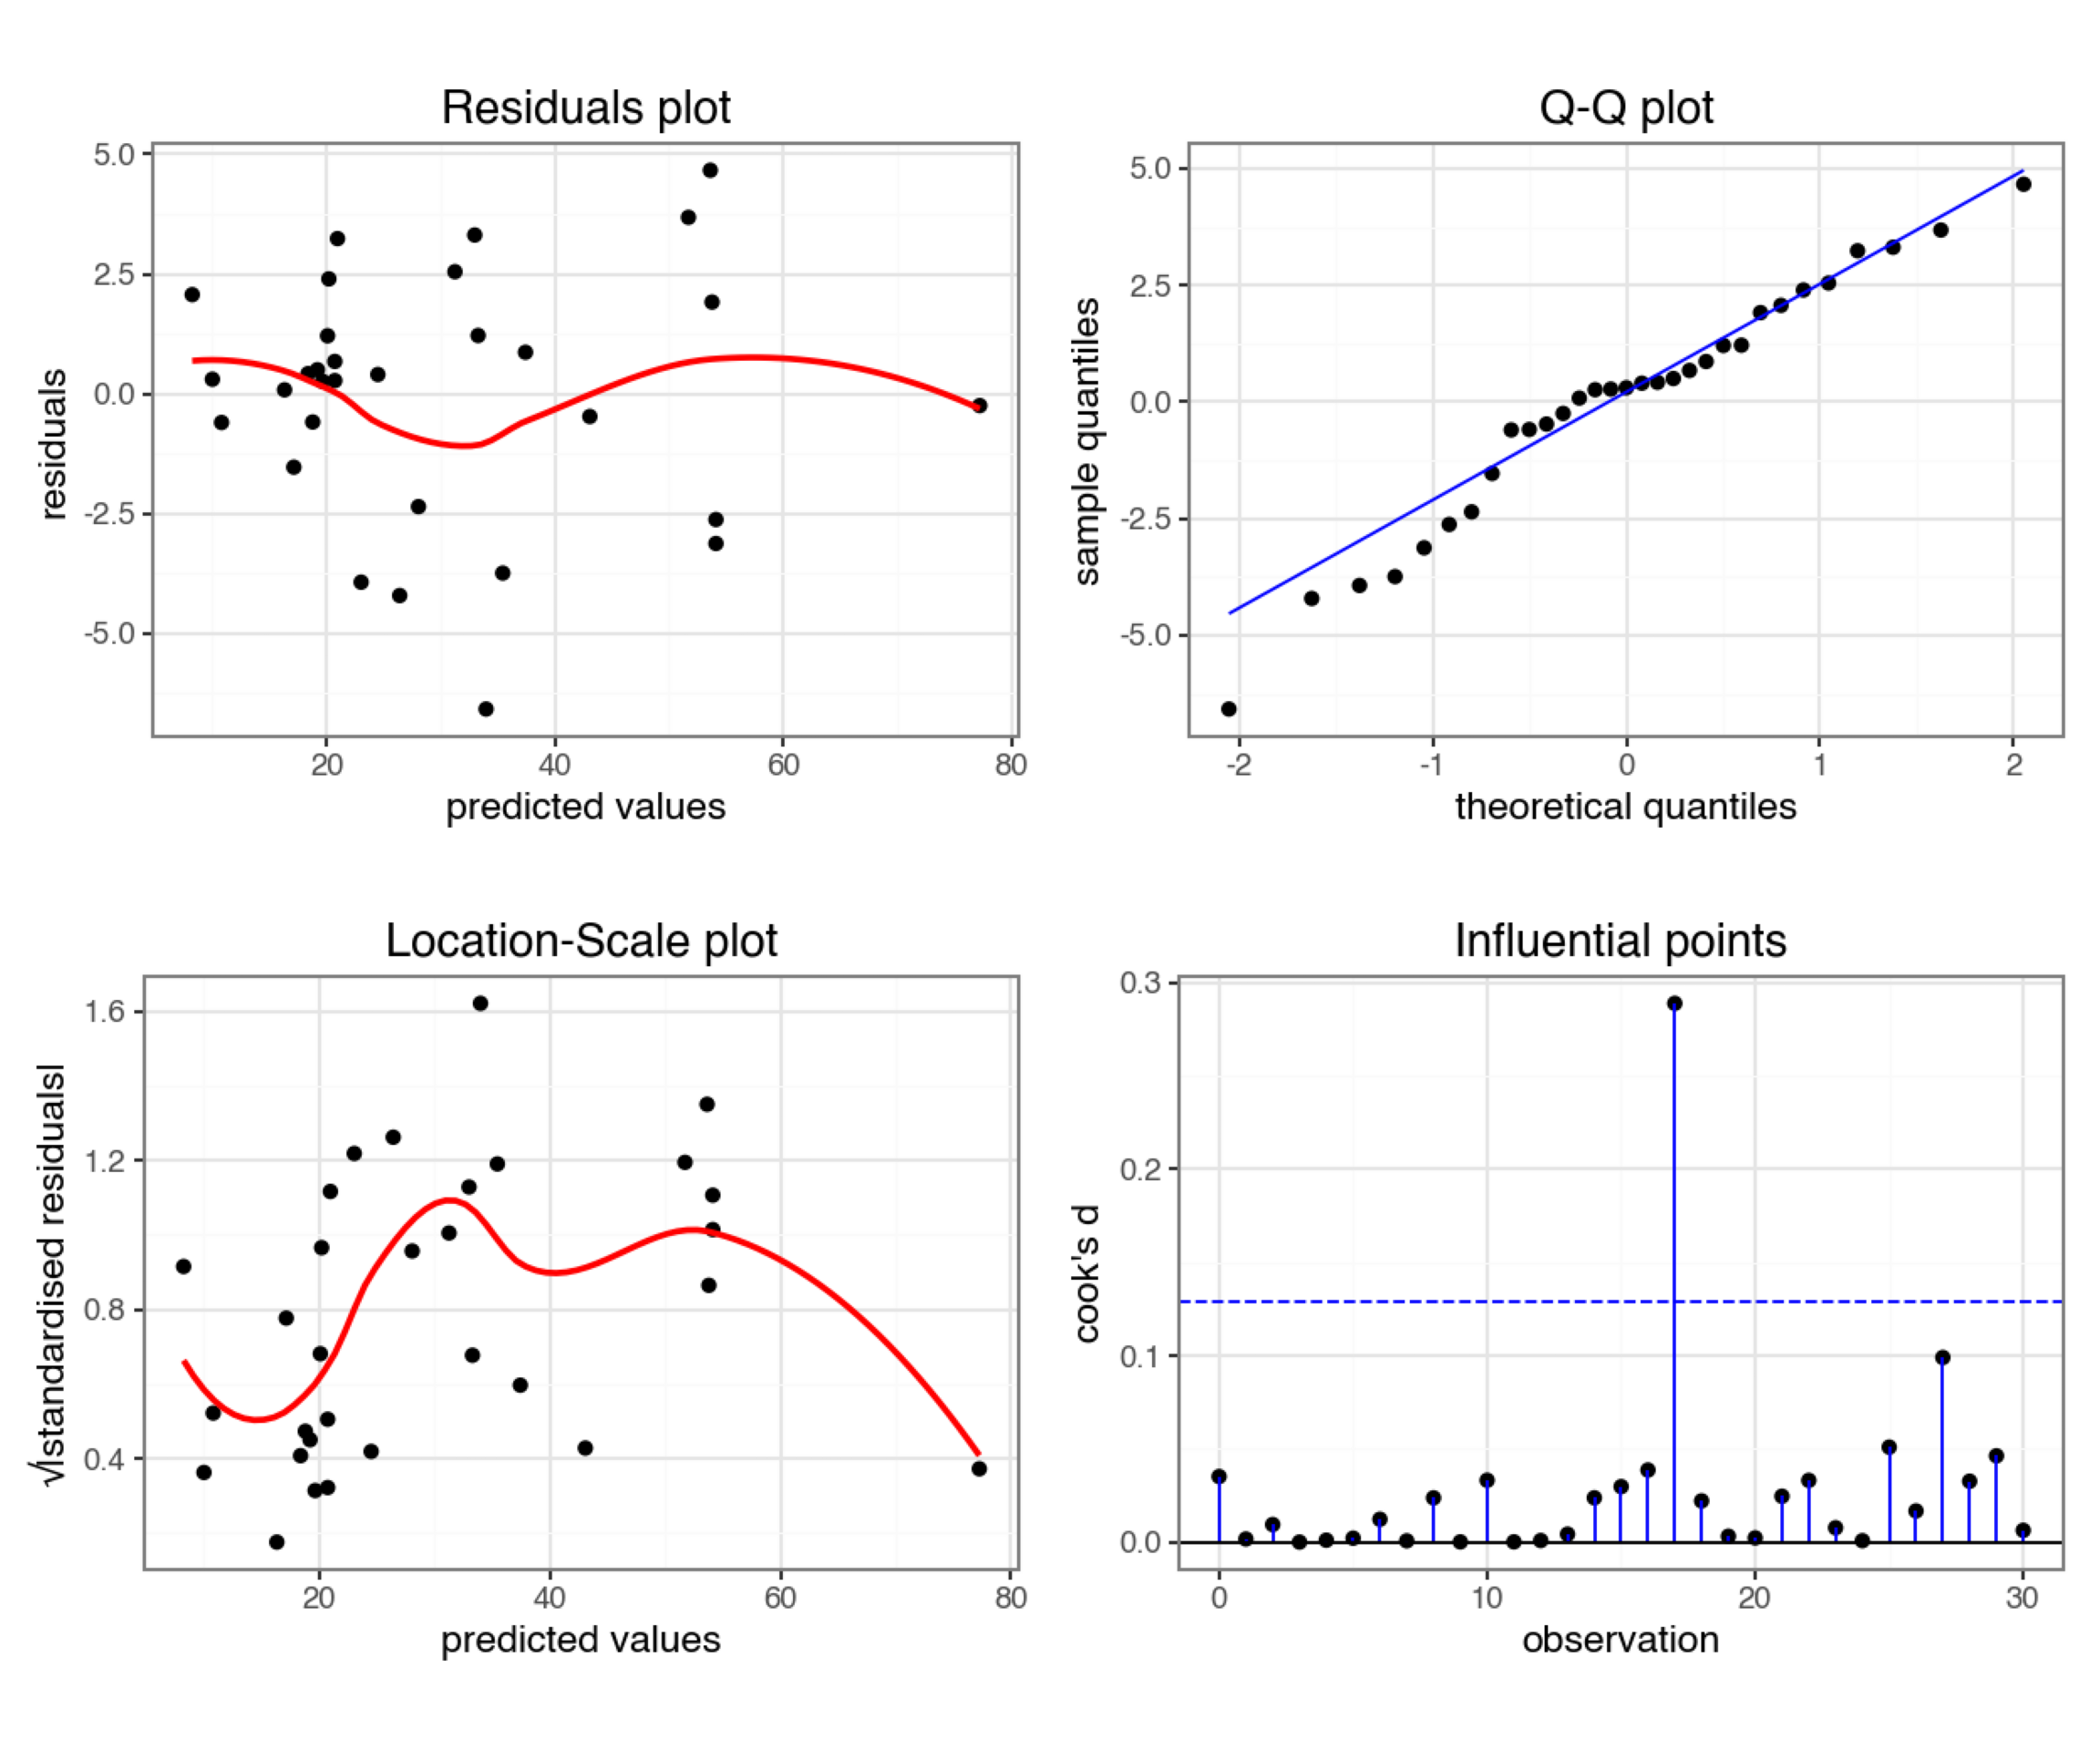 Residuals plot
5.0
2.5
0.0
-2.5
-5.0
residuals
20 40 60 80
predicted values
Q-Q plot
5.0
2.5
0.0
-2.5
-5.0
sample quantiles
-2 -1 0 1 2
theoretical quantiles
Location-Scale plot
1.6
1.2
0.8
0.4
√|standardised residuals|
20 40 60 80
predicted values
Influential points
0.3
0.2
0.1
0.0
cook's d
0 10 20 30
observation